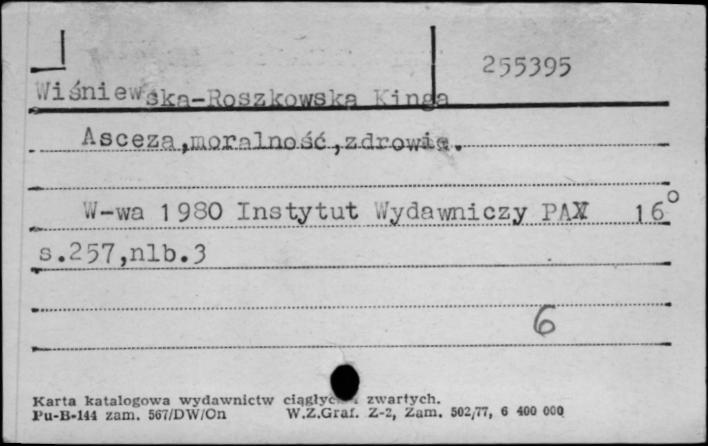 255395
Wiśniewska-Roszkowska Kinga
Asceza,moralność,zdrowie.
W-wa 1980 Instytut Wydawniczy PAX 16°
s.257,nlb.3
6
Karta katalogowa wydawnictw ciągłych i zwartych.
Pu-B-144 zam. 567/DW/On W.Z.Graf. Z-2, Zam. 502/77, 6 400 000